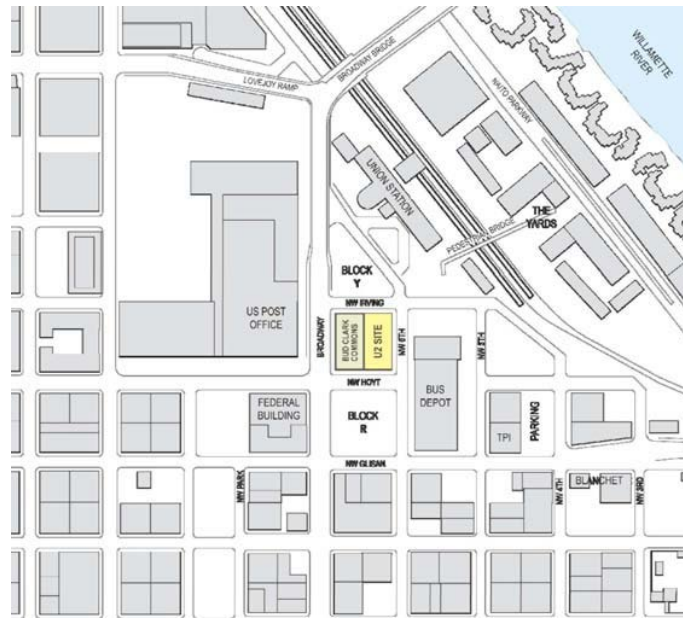 WILLAMETTE
RIVER
BROADWAY BRIDGE
LOVEJOY RAMP
NAITO PARKWAY
UNION STATION
THE
YARDS
PEDESTRIAN BRIDGE
BLOCK
Y
NW IRVING
US POST
OFFICE
BROADWAY
BUD CLARK
COMMONS
U2 SITE
NW 6TH
NW 5TH
NW HOYT
BUS
DEPOT
FEDERAL
BUILDING
BLOCK
R
TPI
PARKING
NW GLISAN
NW PARK
NW 4TH
BLANCHET
NW 3RD